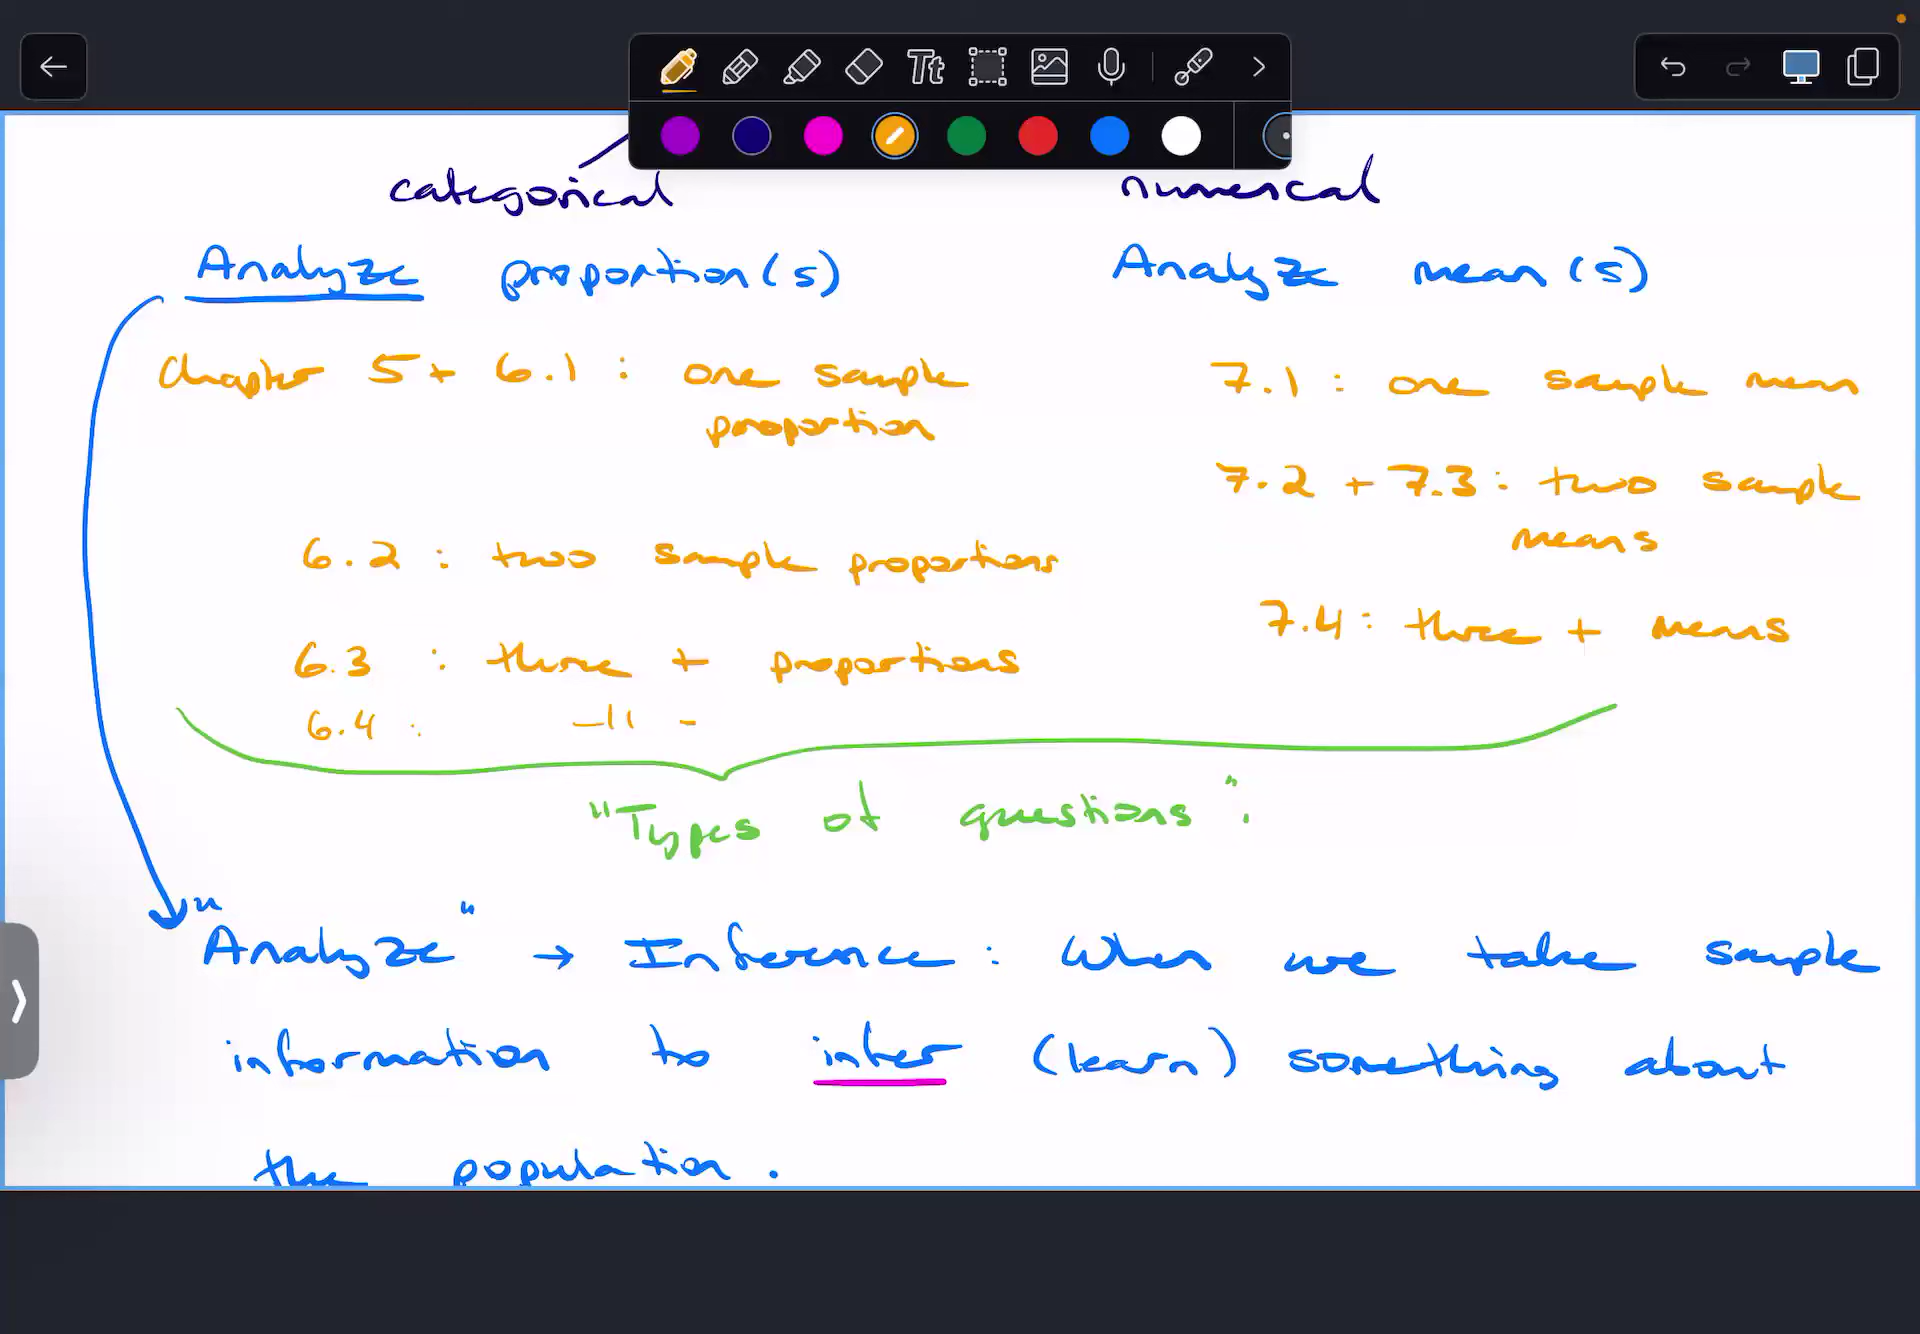 Tt
categorical
numerical
Analyze proportion(s)
Analyze mean(s)
Chapter 5 + 6.1 : one sample
proportion
6.2 : two sample proportions
6.3 : three + proportions
6.4 : -11-
7.1 : one sample mean
7.2 + 7.3 : two sample
means
7.4 : three + means
"Types of questions".
"Analyze" → Inference : When we take sample
information to infer (learn) something about
the population .